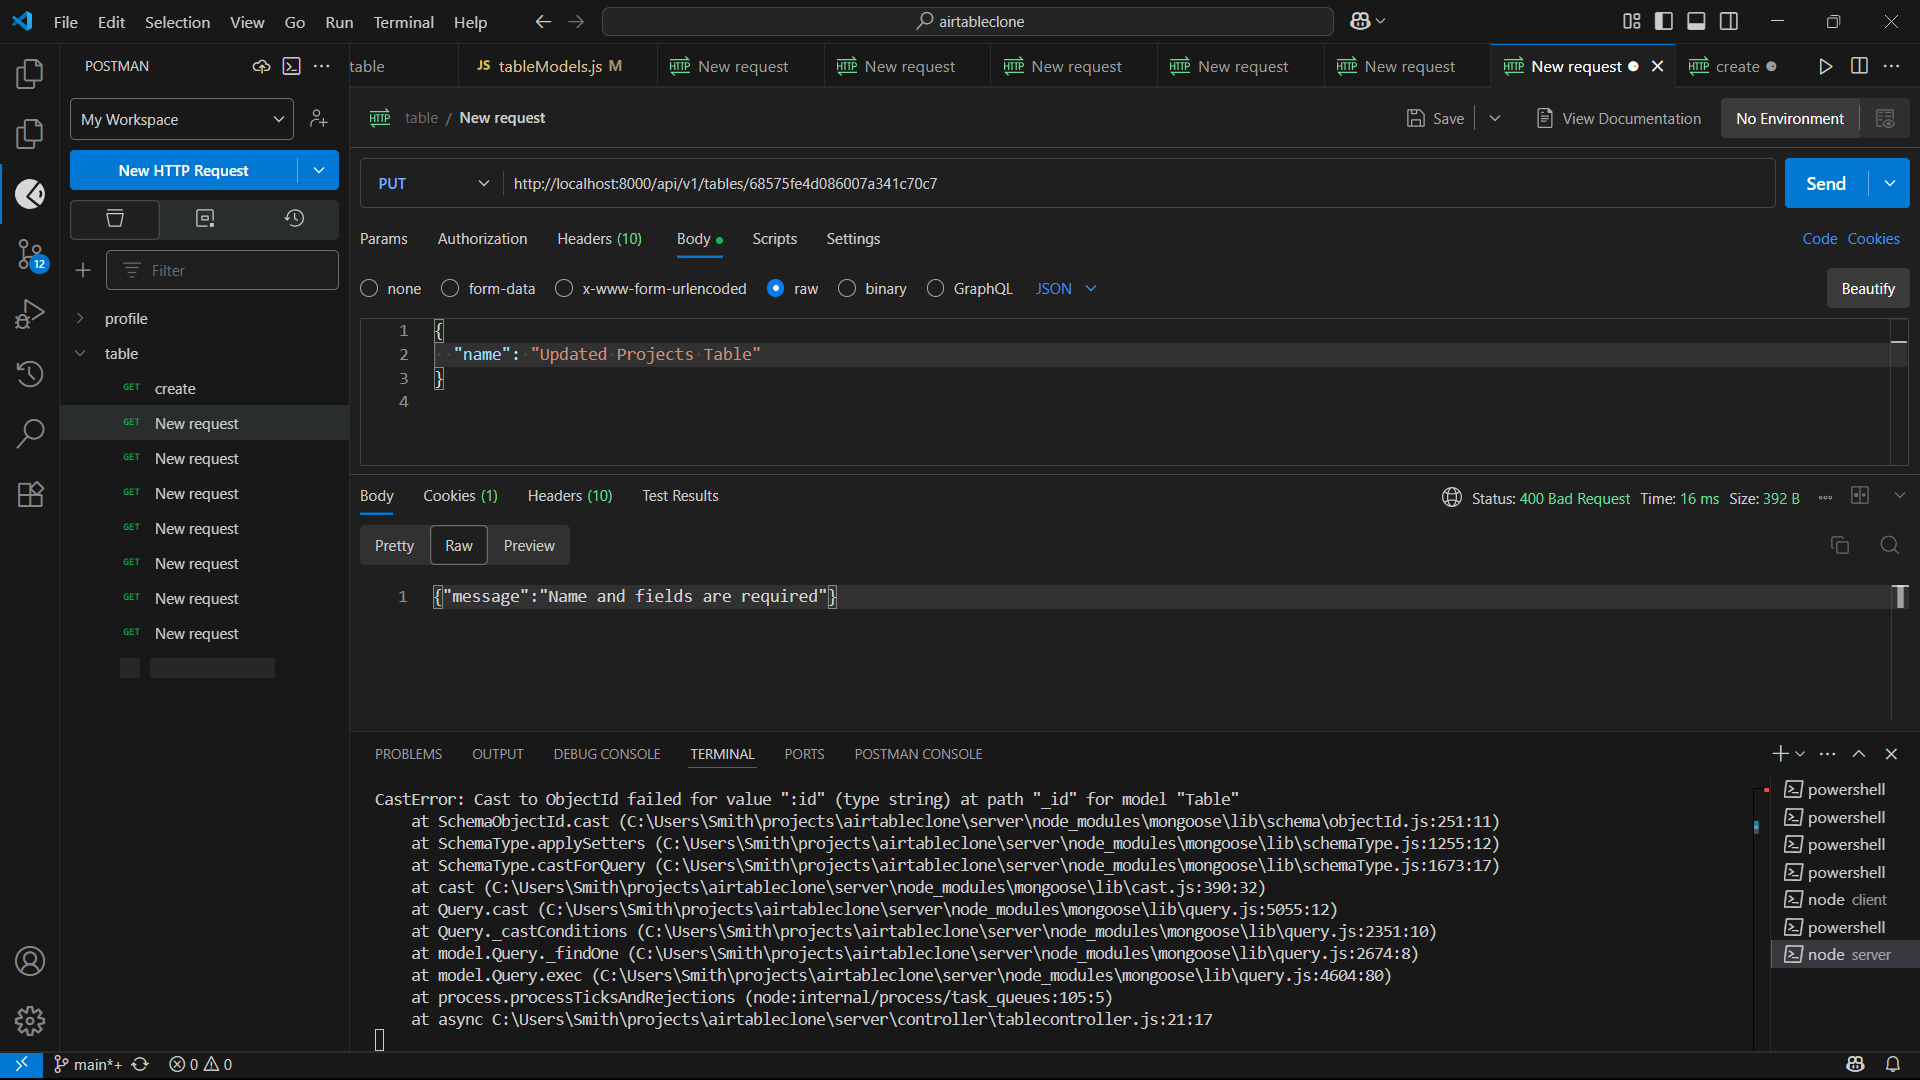 File Edit Selection View Go Run Terminal Help airtableclone
POSTMAN
table
JS tableModels.js M
HTTP New request
HTTP New request
HTTP New request
HTTP New request
HTTP New request
HTTP New request
HTTP create
My Workspace
HTTP table / New request
Save
View Documentation
No Environment
New HTTP Request
PUT
http://localhost:8000/api/v1/tables/68575fe4d086007a341c70c7
Send
Params Authorization Headers (10) Body Scripts Settings
Code Cookies
12
Filter
none form-data x-www-form-urlencoded raw binary GraphQL JSON
Beautify
profile
table
GET create
GET New request
GET New request
GET New request
GET New request
GET New request
GET New request
GET New request
1 {
2 "name": "Updated Projects Table"
3 }
4
Body Cookies (1) Headers (10) Test Results
Status: 400 Bad Request Time: 16 ms Size: 392 B
Pretty Raw Preview
1 {"message":"Name and fields are required"}
PROBLEMS OUTPUT DEBUG CONSOLE TERMINAL PORTS POSTMAN CONSOLE
CastError: Cast to ObjectId failed for value ":id" (type string) at path "_id" for model "Table"
at SchemaObjectId.cast (C:\Users\Smith\projects\airtableclone\server\node_modules\mongoose\lib\schema\objectId.js:251:11)
at SchemaType.applySetters (C:\Users\Smith\projects\airtableclone\server\node_modules\mongoose\lib\schemaType.js:1255:12)
at SchemaType.castForQuery (C:\Users\Smith\projects\airtableclone\server\node_modules\mongoose\lib\schemaType.js:1673:17)
at cast (C:\Users\Smith\projects\airtableclone\server\node_modules\mongoose\lib\cast.js:390:32)
at Query.cast (C:\Users\Smith\projects\airtableclone\server\node_modules\mongoose\lib\query.js:5055:12)
at Query._castConditions (C:\Users\Smith\projects\airtableclone\server\node_modules\mongoose\lib\query.js:2351:10)
at model.Query._findOne (C:\Users\Smith\projects\airtableclone\server\node_modules\mongoose\lib\query.js:2674:8)
at model.Query.exec (C:\Users\Smith\projects\airtableclone\server\node_modules\mongoose\lib\query.js:4604:80)
at process.processTicksAndRejections (node:internal/process/task_queues:105:5)
at async C:\Users\Smith\projects\airtableclone\server\controller\tablecontroller.js:21:17
powershell
powershell
powershell
powershell
node client
powershell
node server
main*+ 0 0